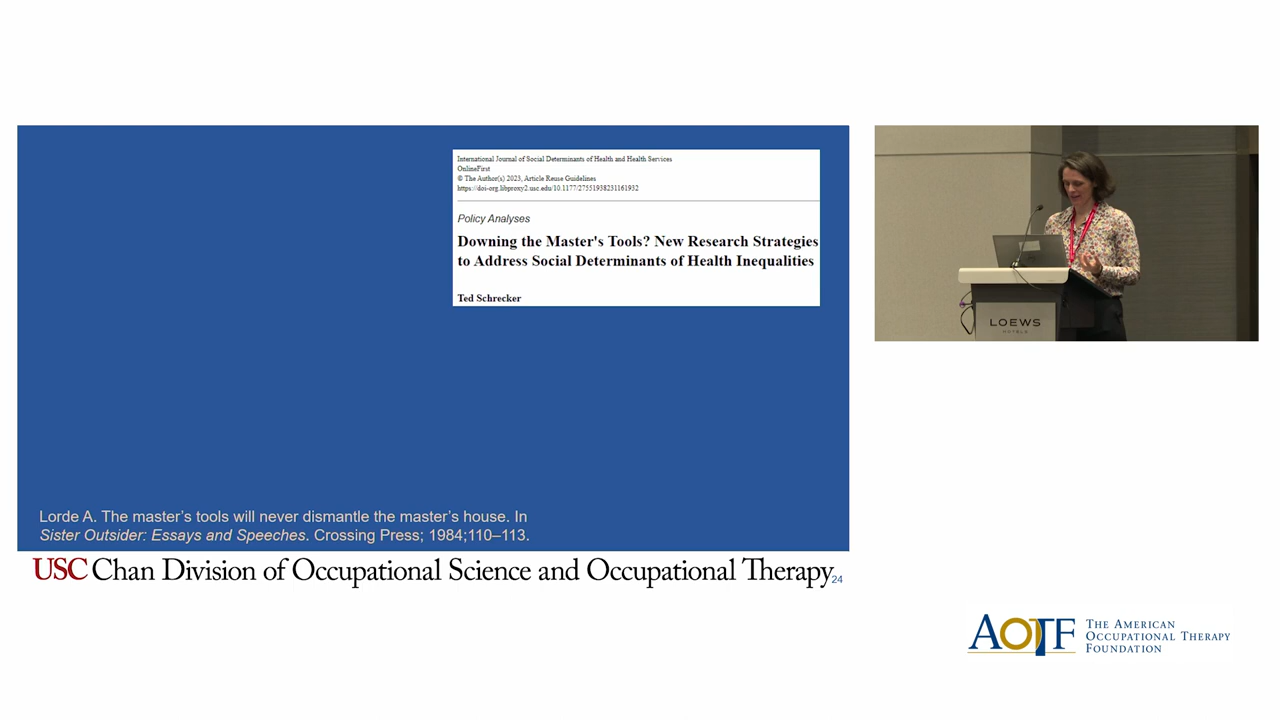 International Journal of Social Determinants of Health and Health Services
OnlineFirst
© The Author(s) 2023, Article Reuse Guidelines
https://doi-org.libproxy2.usc.edu/10.1177/27551938231161932
Policy Analyses
Downing the Master's Tools? New Research Strategies
to Address Social Determinants of Health Inequalities
Ted Schrecker
Lorde A. The master’s tools will never dismantle the master’s house. In
Sister Outsider: Essays and Speeches. Crossing Press; 1984;110–113.
USC Chan Division of Occupational Science and Occupational Therapy
24
LOEWS
HOTELS
AOTF
THE AMERICAN
OCCUPATIONAL THERAPY
FOUNDATION